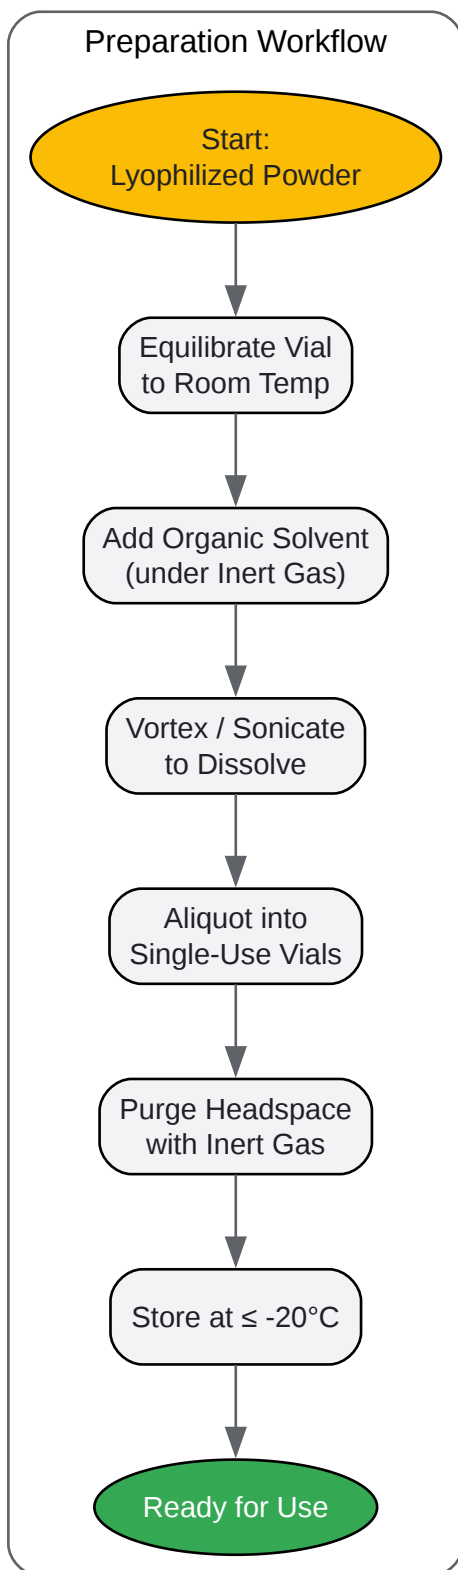 Preparation Workflow
Start:
Lyophilized Powder
Equilibrate Vial
to Room Temp
Add Organic Solvent
(under Inert Gas)
Vortex / Sonicate
to Dissolve
Aliquot into
Single-Use Vials
Purge Headspace
with Inert Gas
Store at ≤ -20°C
Ready for Use